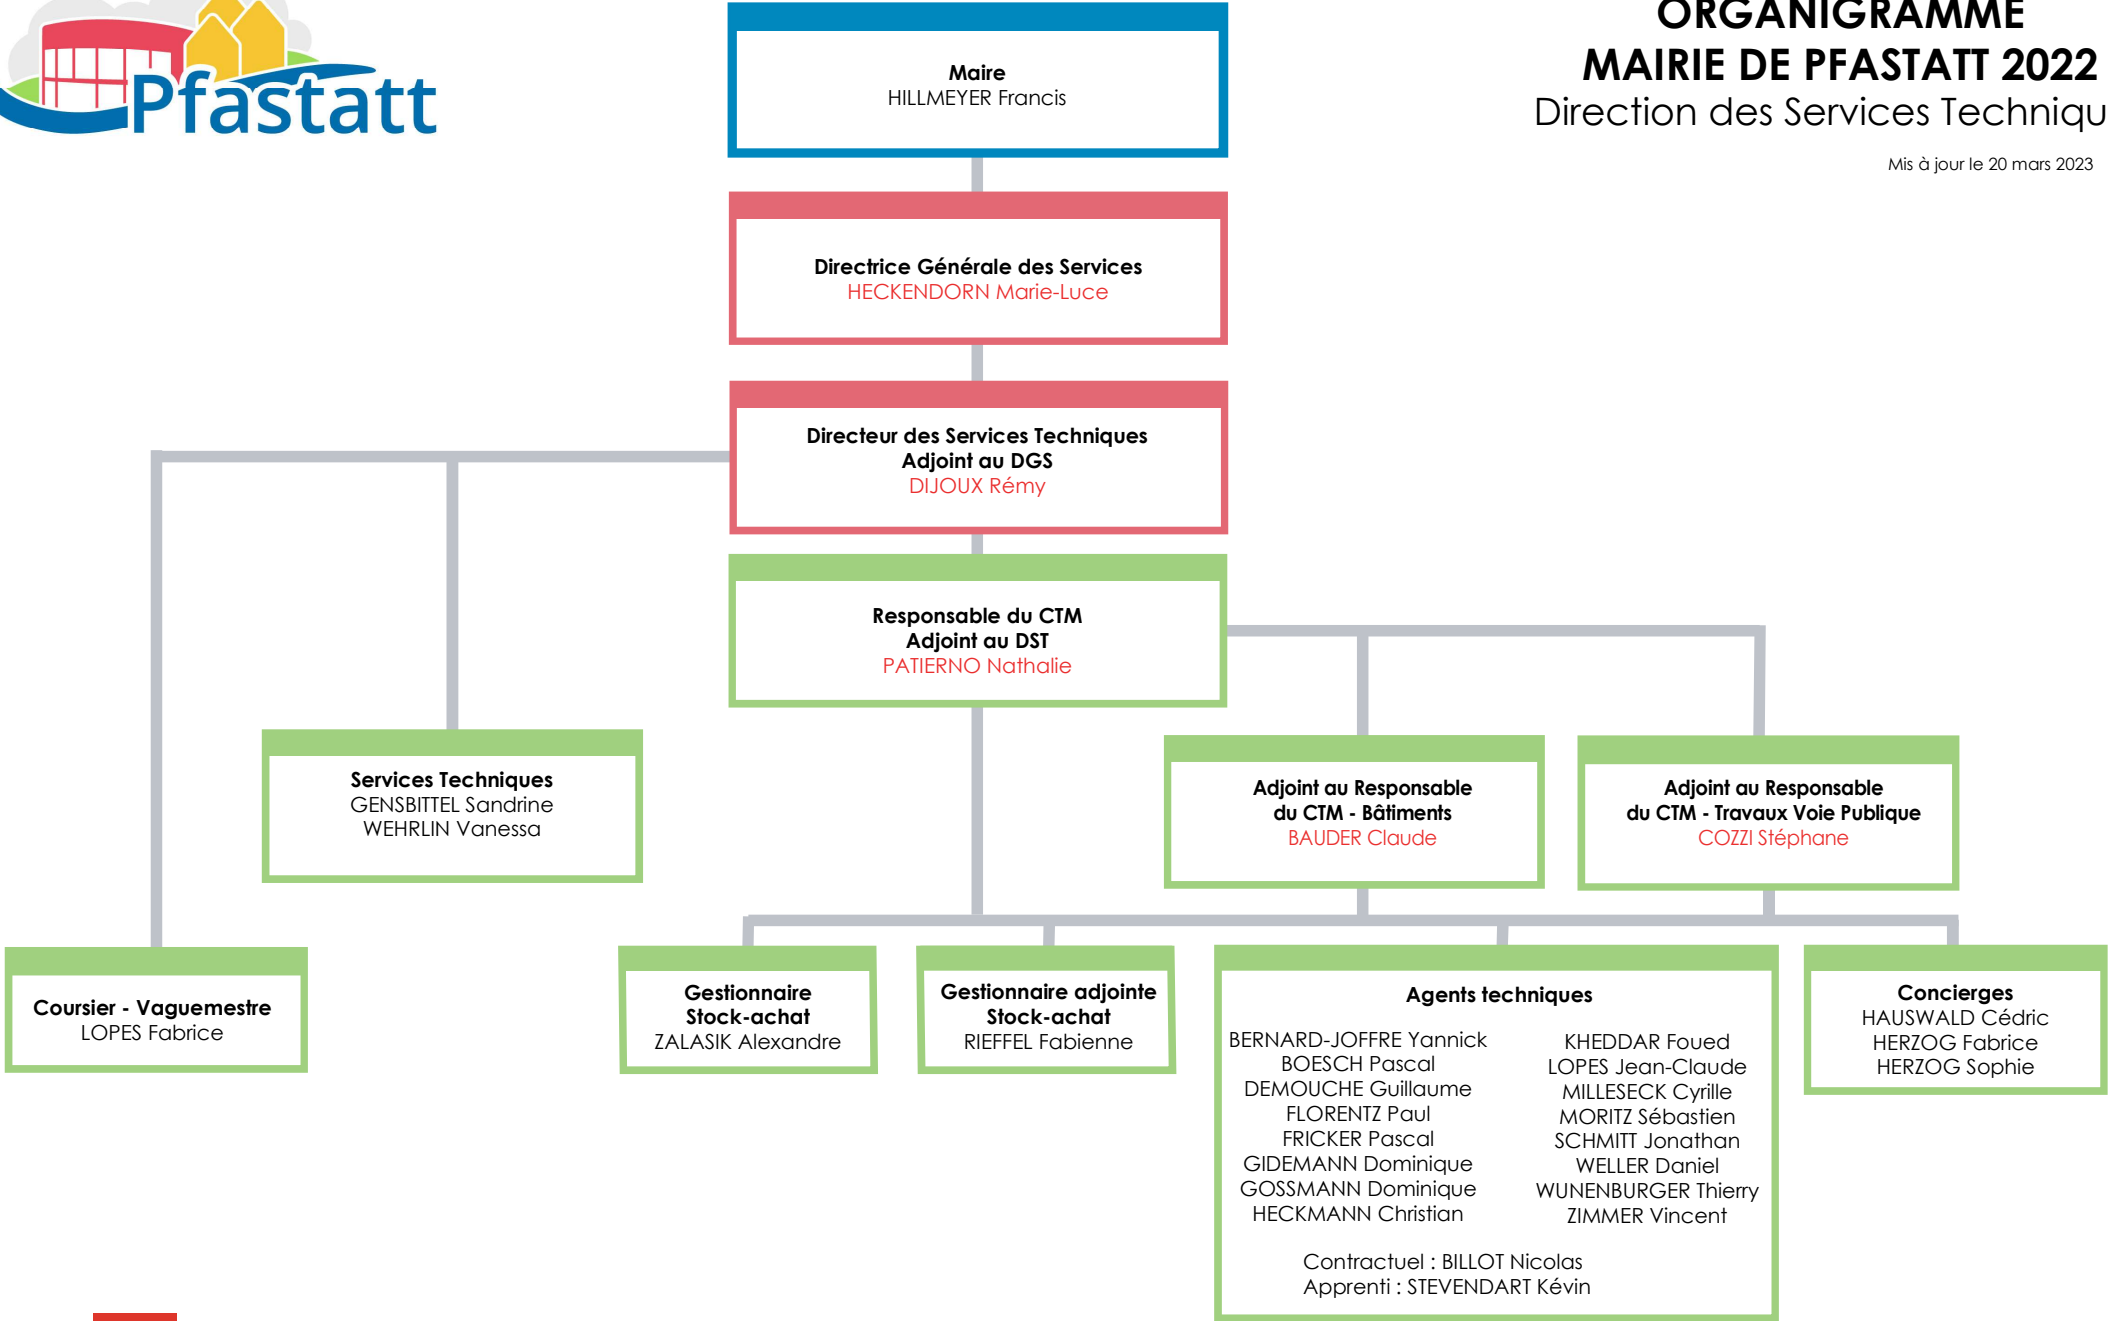 Pfastatt
ORGANIGRAMME
MAIRIE DE PFASTATT 2022
Direction des Services Techniqu
Mis à jour le 20 mars 2023
Maire
HILLMEYER Francis
Directrice Générale des Services
HECKENDORN Marie-Luce
Directeur des Services Techniques
Adjoint au DGS
DIJOUX Rémy
Responsable du CTM
Adjoint au DST
PATIERNO Nathalie
Services Techniques
GENSBITTEL Sandrine
WEHRLIN Vanessa
Adjoint au Responsable
du CTM - Bâtiments
BAUDER Claude
Adjoint au Responsable
du CTM - Travaux Voie Publique
COZZI Stéphane
Coursier - Vaguemestre
LOPES Fabrice
Gestionnaire
Stock-achat
ZALASIK Alexandre
Gestionnaire adjointe
Stock-achat
RIEFFEL Fabienne
Agents techniques
BERNARD-JOFFRE Yannick
BOESCH Pascal
DEMOUCHE Guillaume
FLORENTZ Paul
FRICKER Pascal
GIDEMANN Dominique
GOSSMANN Dominique
HECKMANN Christian
KHEDDAR Foued
LOPES Jean-Claude
MILLESECK Cyrille
MORITZ Sébastien
SCHMITT Jonathan
WELLER Daniel
WUNENBURGER Thierry
ZIMMER Vincent
Contractuel : BILLOT Nicolas
Apprenti : STEVENDART Kévin
Concierges
HAUSWALD Cédric
HERZOG Fabrice
HERZOG Sophie